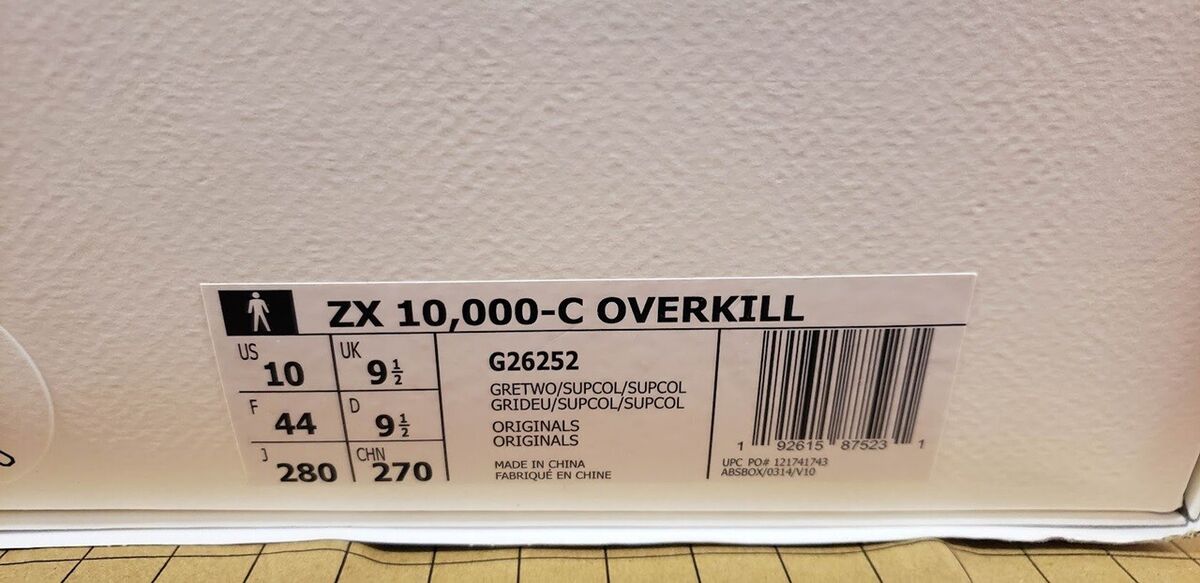 ZX 10,000-C OVERKILL
US 10 UK 9½
F 44 D 9½
J 280 CHN 270
G26252
GRETWO/SUPCOL/SUPCOL
GRIDEU/SUPCOL/SUPCOL
ORIGINALS
ORIGINALS
MADE IN CHINA
FABRIQUÉ EN CHINE
1 92615 87523 1
UPC PO# 121741743
ABSBOX/0314/V10